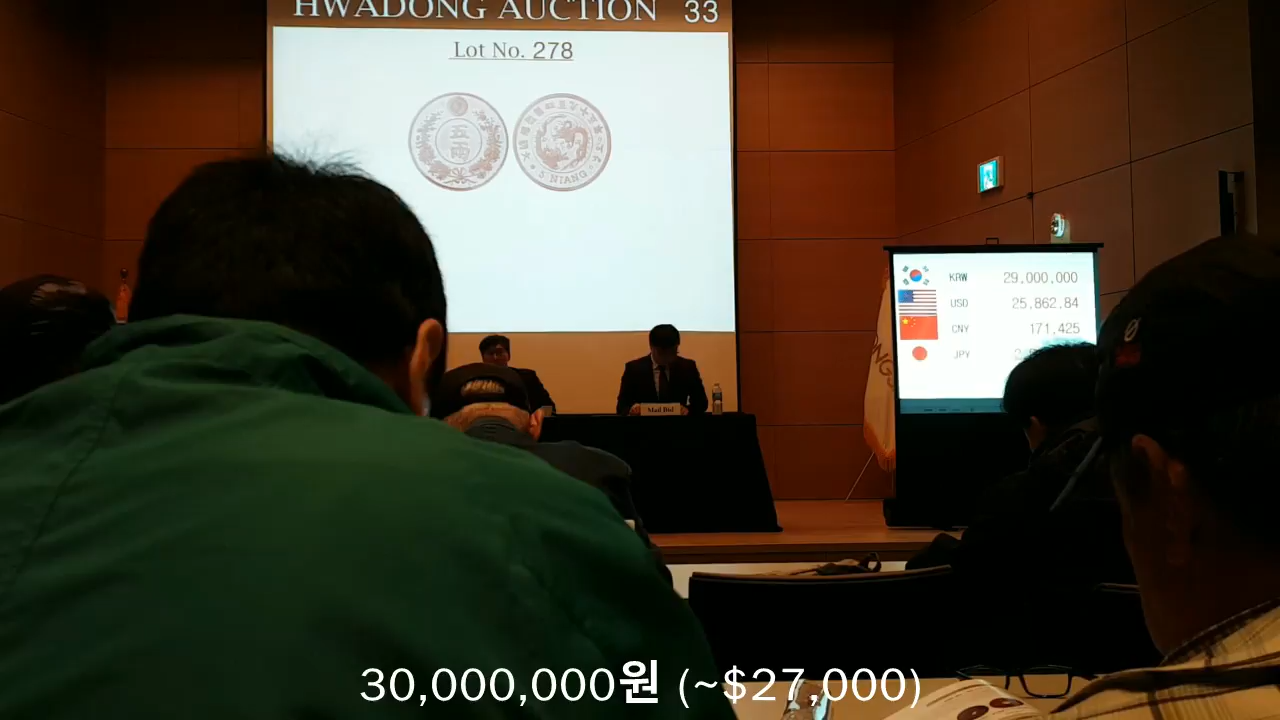 HWADONG AUCTION 33
Lot No. 278
五
兩
5 NIANG
KRW 29,000,000
USD 25,862.84
CNY 171,425
JPY
Mail Bid
30,000,000원 (~$27,000)